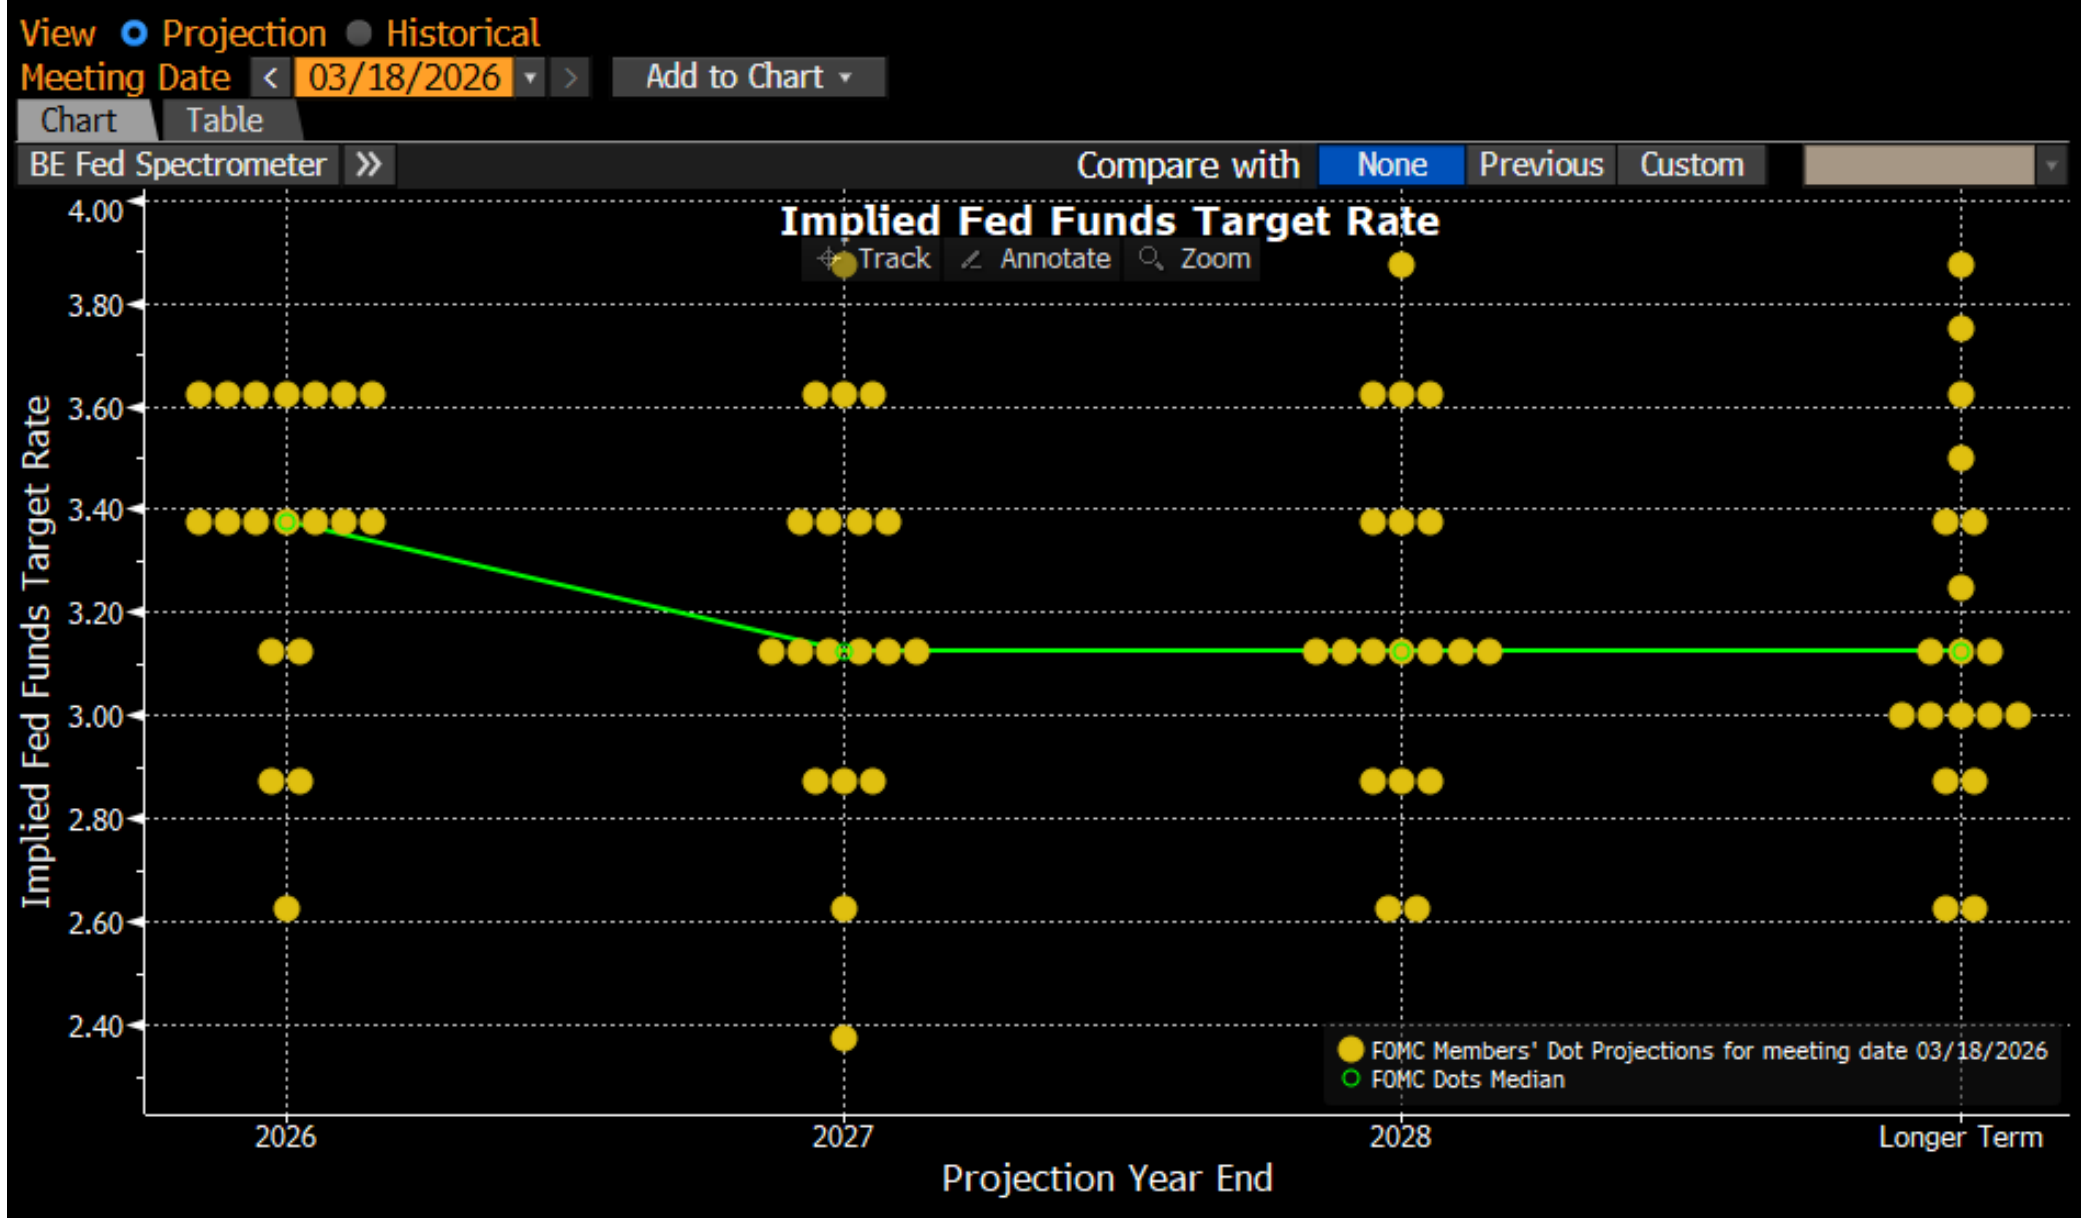 View Projection Historical
Meeting Date < 03/18/2026 > Add to Chart
Chart Table
BE Fed Spectrometer >> Compare with None Previous Custom
Implied Fed Funds Target Rate
Track Annotate Zoom
Implied Fed Funds Target Rate
4.00
3.80
3.60
3.40
3.20
3.00
2.80
2.60
2.40
FOMC Members' Dot Projections for meeting date 03/18/2026
FOMC Dots Median
2026 2027 2028 Longer Term
Projection Year End